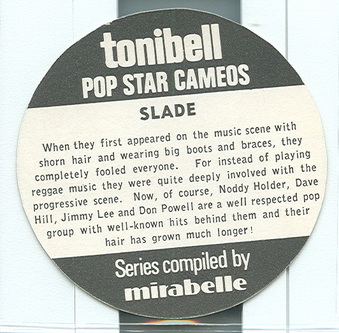 tonibell
POP STAR CAMEOS
SLADE
When they first appeared on the music scene with
shorn hair and wearing big boots and braces, they
completely fooled everyone. For instead of playing
reggae music they were quite deeply involved with the
progressive scene. Now, of course, Noddy Holder, Dave
Hill, Jimmy Lee and Don Powell are a well respected pop
group with well-known hits behind them and their
hair has grown much longer!
Series compiled by
mirabelle